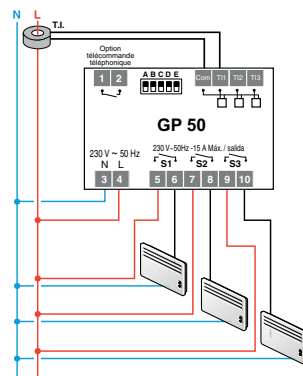 N L
T.I.
Option
télécommande
téléphonique
A B C D E
1 2
Com TI1 TI2 TI3
GP 50
230 V ~ 50 Hz
230 V~50Hz -15 A Máx. / salida
N L
S1 S2 S3
3 4 5 6 7 8 9 10